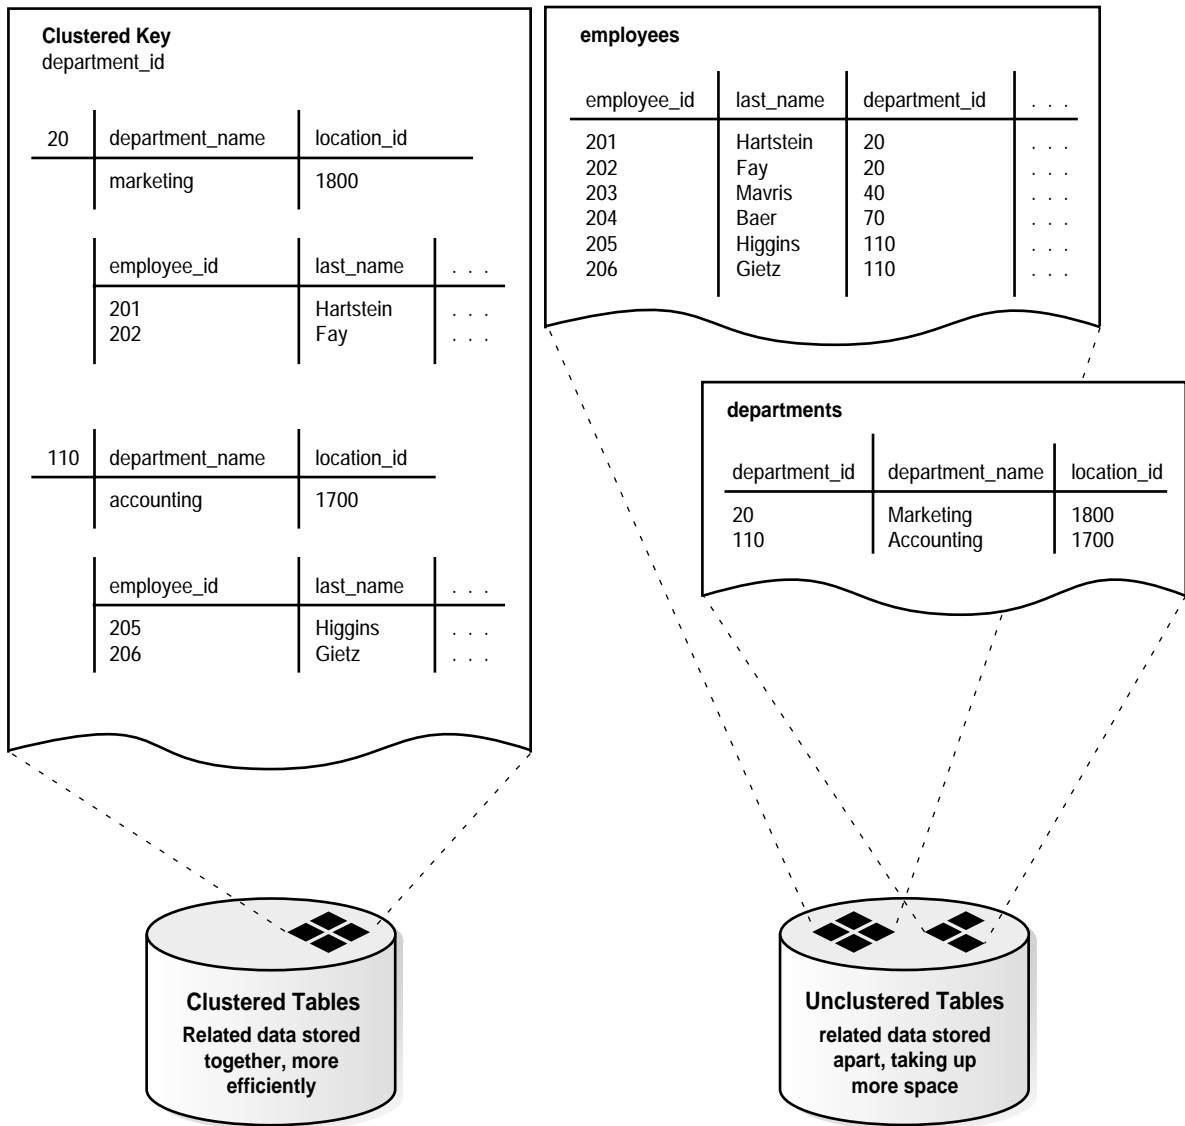 Clustered Key
department_id
20 department_name location_id
marketing 1800
employee_id last_name . . .
201 Hartstein . . .
202 Fay . . .
110 department_name location_id
accounting 1700
employee_id last_name . . .
205 Higgins . . .
206 Gietz . . .
employees
employee_id last_name department_id . . .
201 Hartstein 20 . . .
202 Fay 20 . . .
203 Mavris 40 . . .
204 Baer 70 . . .
205 Higgins 110 . . .
206 Gietz 110 . . .
departments
department_id department_name location_id
20 Marketing 1800
110 Accounting 1700
Clustered Tables
Related data stored
together, more
efficiently
Unclustered Tables
related data stored
apart, taking up
more space